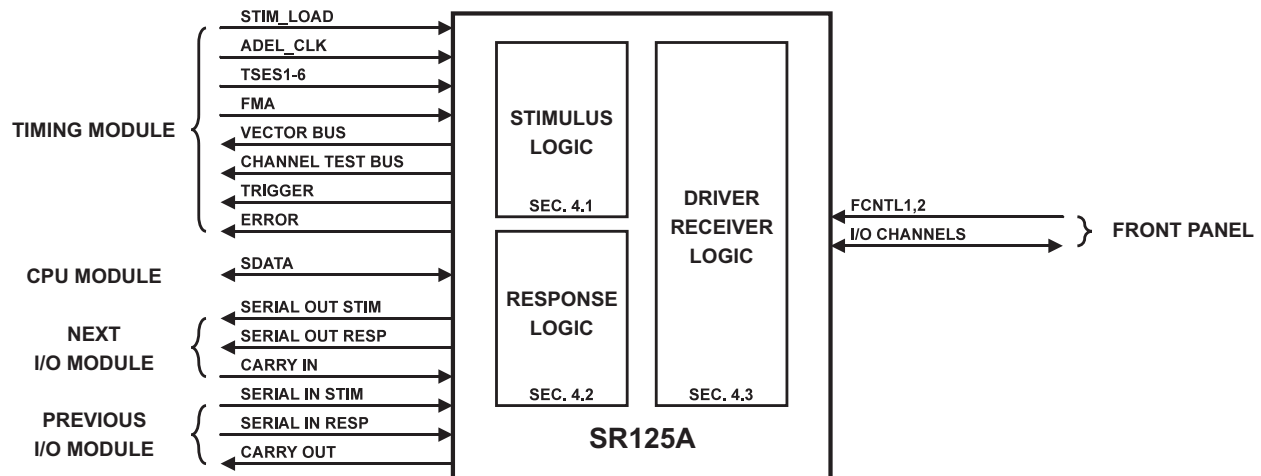 STIM_LOAD
ADEL_CLK
TSES1-6
FMA
TIMING MODULE
VECTOR BUS
CHANNEL TEST BUS
TRIGGER
ERROR
CPU MODULE
SDATA
NEXT
I/O MODULE
SERIAL OUT STIM
SERIAL OUT RESP
CARRY IN
PREVIOUS
I/O MODULE
SERIAL IN STIM
SERIAL IN RESP
CARRY OUT
STIMULUS
LOGIC
SEC. 4.1
RESPONSE
LOGIC
SEC. 4.2
DRIVER
RECEIVER
LOGIC
SEC. 4.3
SR125A
FCNTL1,2
I/O CHANNELS
FRONT PANEL